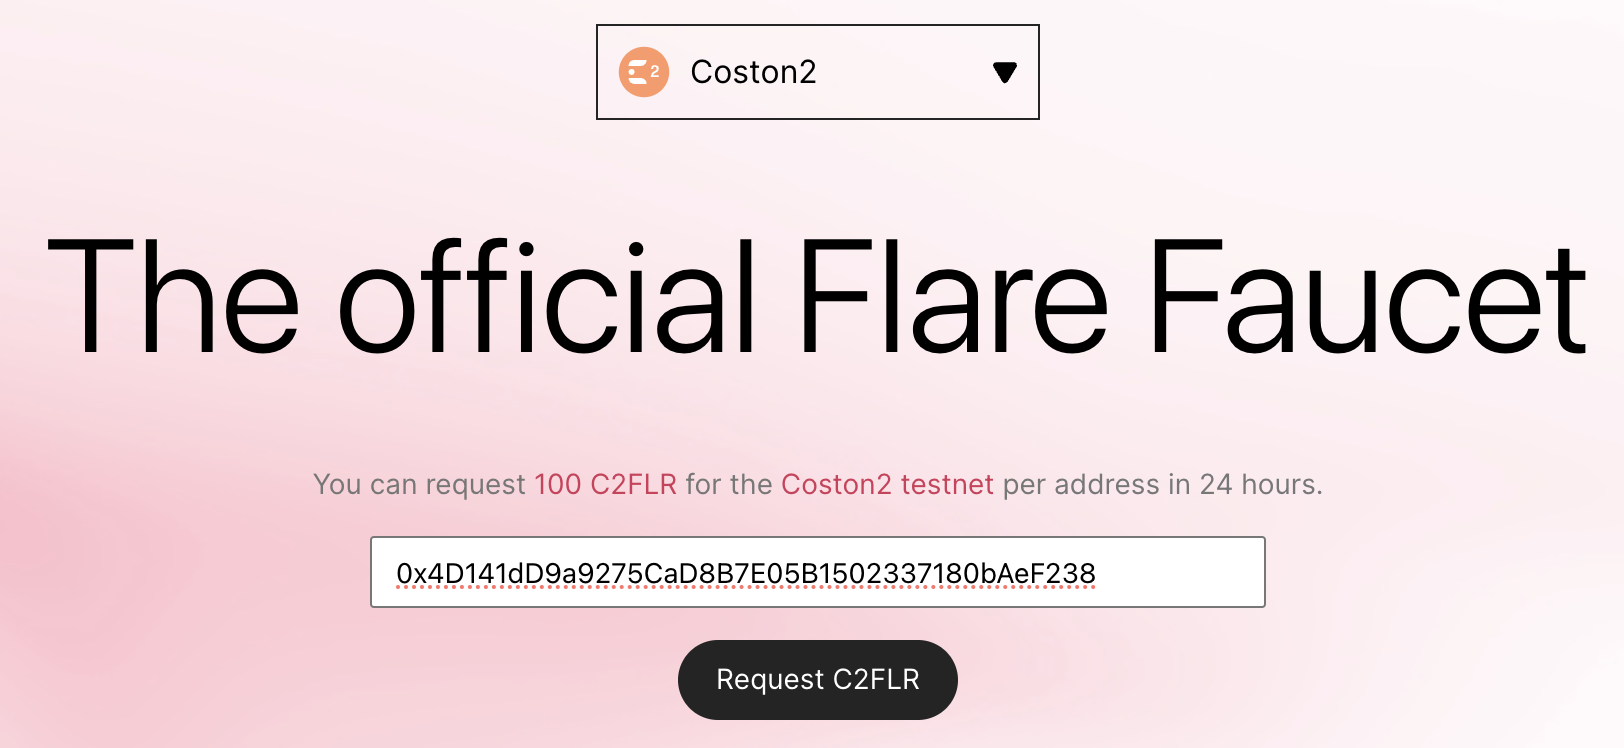 Coston2
The official Flare Faucet
You can request 100 C2FLR for the Coston2 testnet per address in 24 hours.
0x4D141dD9a9275CaD8B7E05B1502337180bAeF238
Request C2FLR